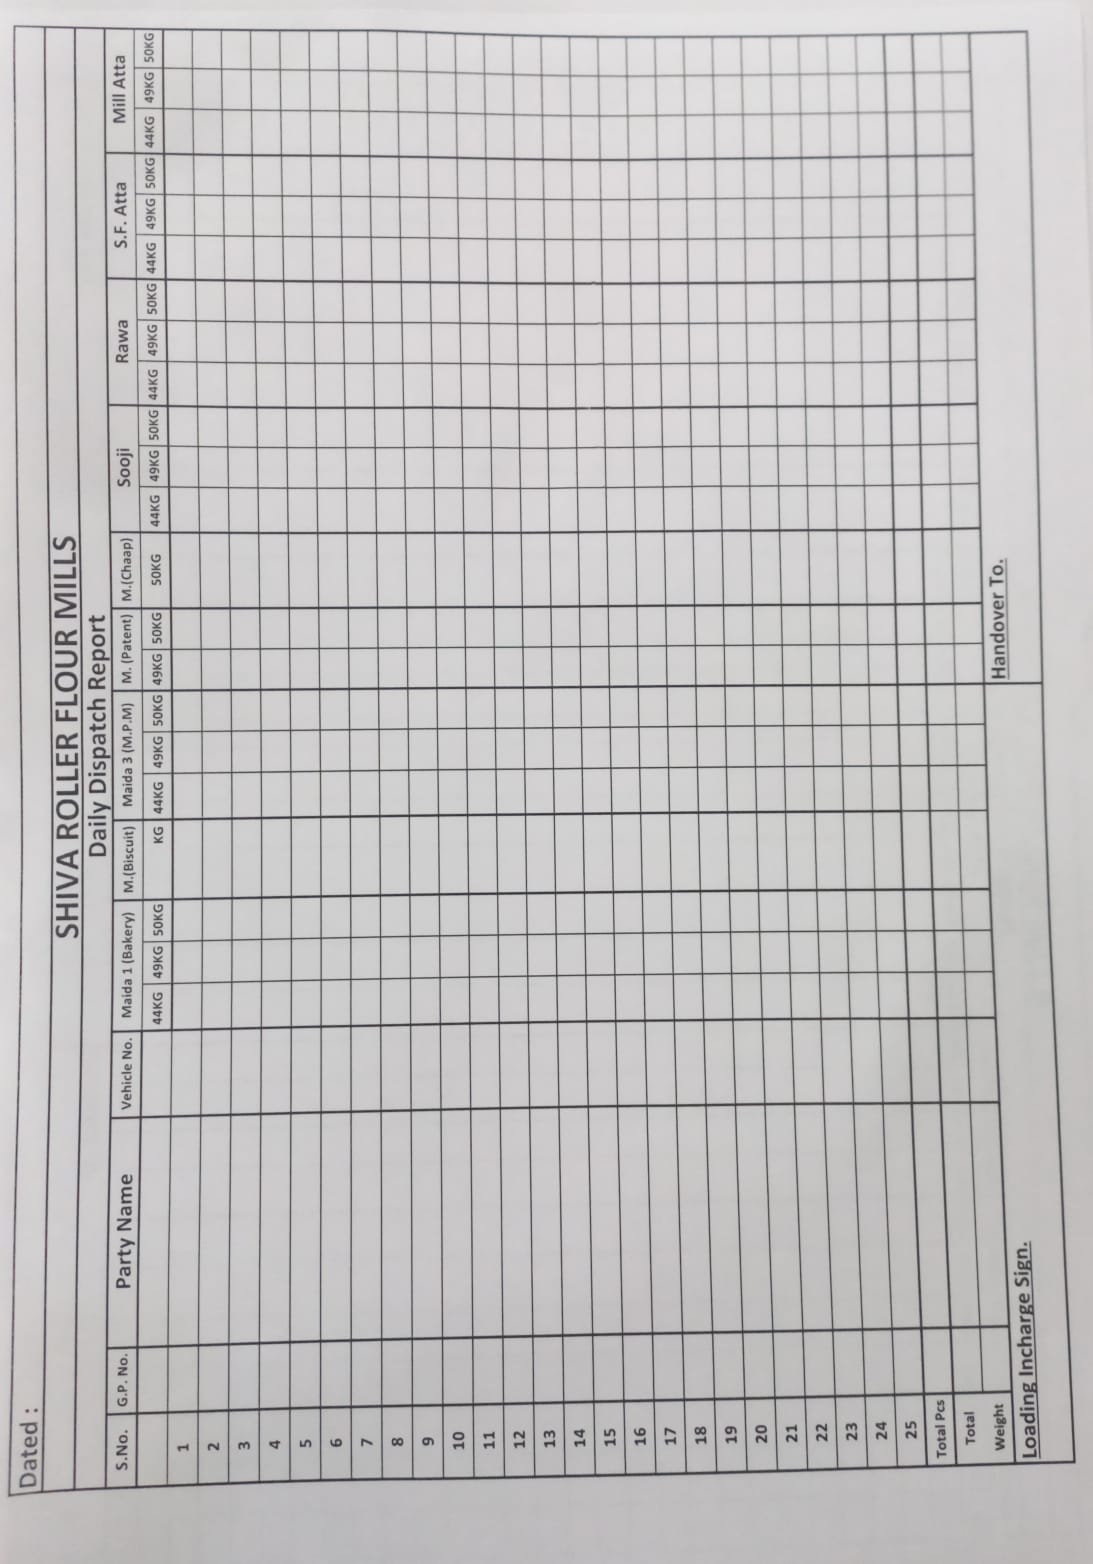 Dated :
SHIVA ROLLER FLOUR MILLS
Daily Dispatch Report
S.No. G.P. No. Party Name Vehicle No. Maida 1 (Bakery) M.(Biscuit) Maida 3 (M.P.M) M. (Patent) M.(Chaap) Sooji Rawa S.F. Atta Mill Atta
44KG 49KG 50KG KG 44KG 49KG 50KG 49KG 50KG 50KG 44KG 49KG 50KG 44KG 49KG 50KG 44KG 49KG 50KG 44KG 49KG 50KG
1
2
3
4
5
6
7
8
9
10
11
12
13
14
15
16
17
18
19
20
21
22
23
24
25
Total Pcs
Total
Weight
Loading Incharge Sign. Handover To.